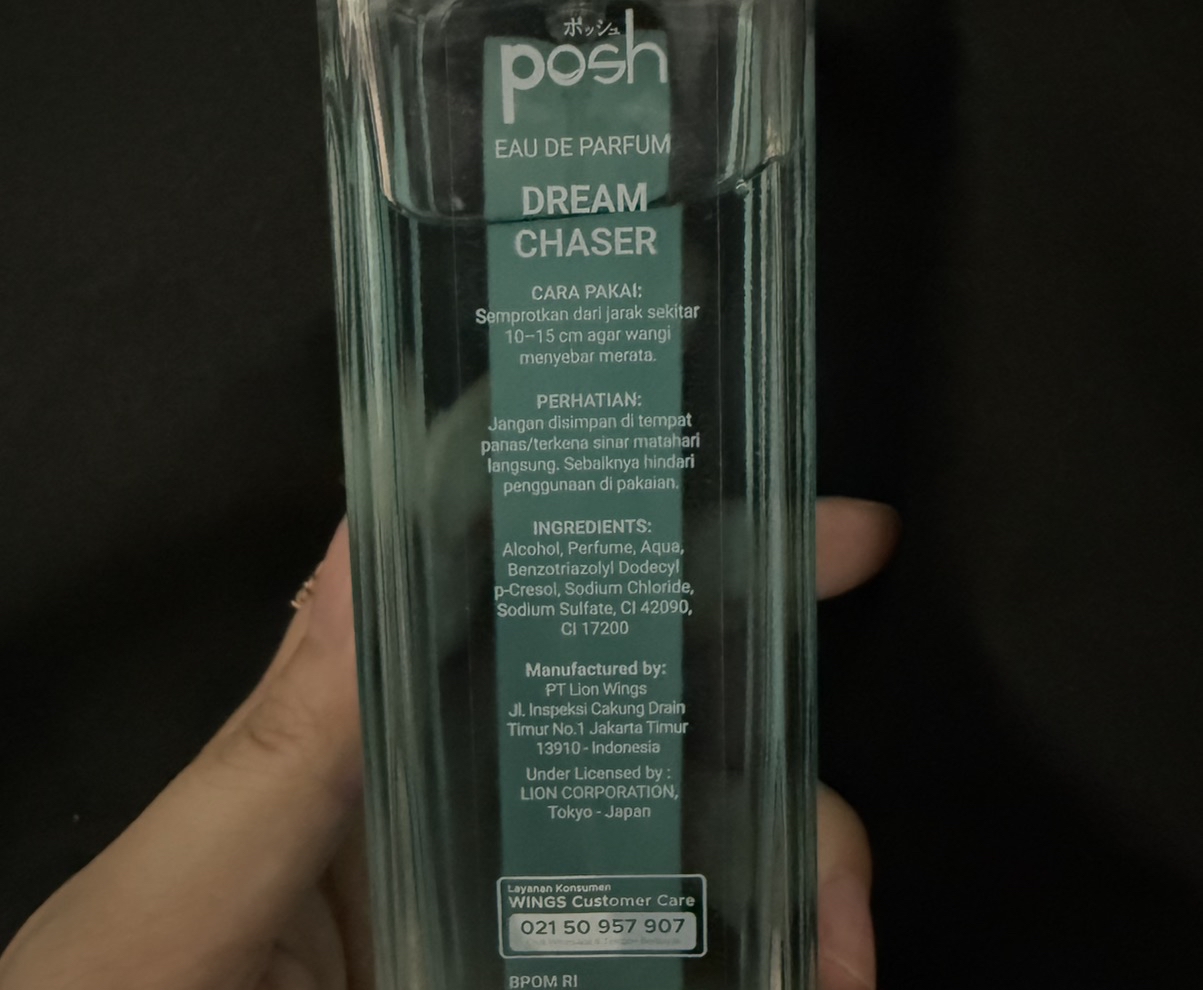 ポッシュ
posh
EAU DE PARFUM
DREAM
CHASER
CARA PAKAI:
Semprotkan dari jarak sekitar
10–15 cm agar wangi
menyebar merata.
PERHATIAN:
Jangan disimpan di tempat
panas/terkena sinar matahari
langsung. Sebaiknya hindari
penggunaan di pakaian.
INGREDIENTS:
Alcohol, Perfume, Aqua,
Benzotriazolyl Dodecyl
p-Cresol, Sodium Chloride,
Sodium Sulfate, CI 42090,
CI 17200
Manufactured by:
PT Lion Wings
Jl. Inspeksi Cakung Drain
Timur No.1 Jakarta Timur
13910 - Indonesia
Under Licensed by :
LION CORPORATION,
Tokyo - Japan
Layanan Konsumen
WINGS Customer Care
021 50 957 907
BPOM RI